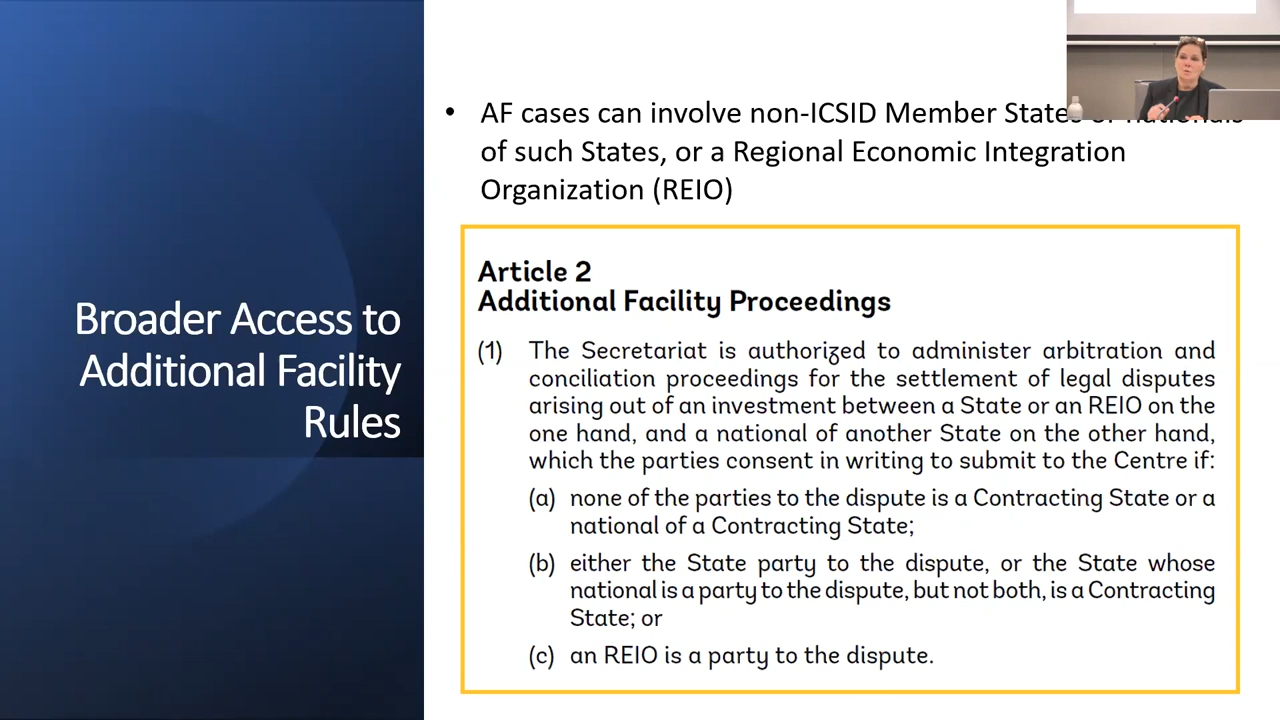 Broader Access to
Additional Facility
Rules
• AF cases can involve non-ICSID Member States
of such States, or a Regional Economic Integration
Organization (REIO)
Article 2
Additional Facility Proceedings
(1) The Secretariat is authorized to administer arbitration and
conciliation proceedings for the settlement of legal disputes
arising out of an investment between a State or an REIO on the
one hand, and a national of another State on the other hand,
which the parties consent in writing to submit to the Centre if:
(a) none of the parties to the dispute is a Contracting State or a
national of a Contracting State;
(b) either the State party to the dispute, or the State whose
national is a party to the dispute, but not both, is a Contracting
State; or
(c) an REIO is a party to the dispute.